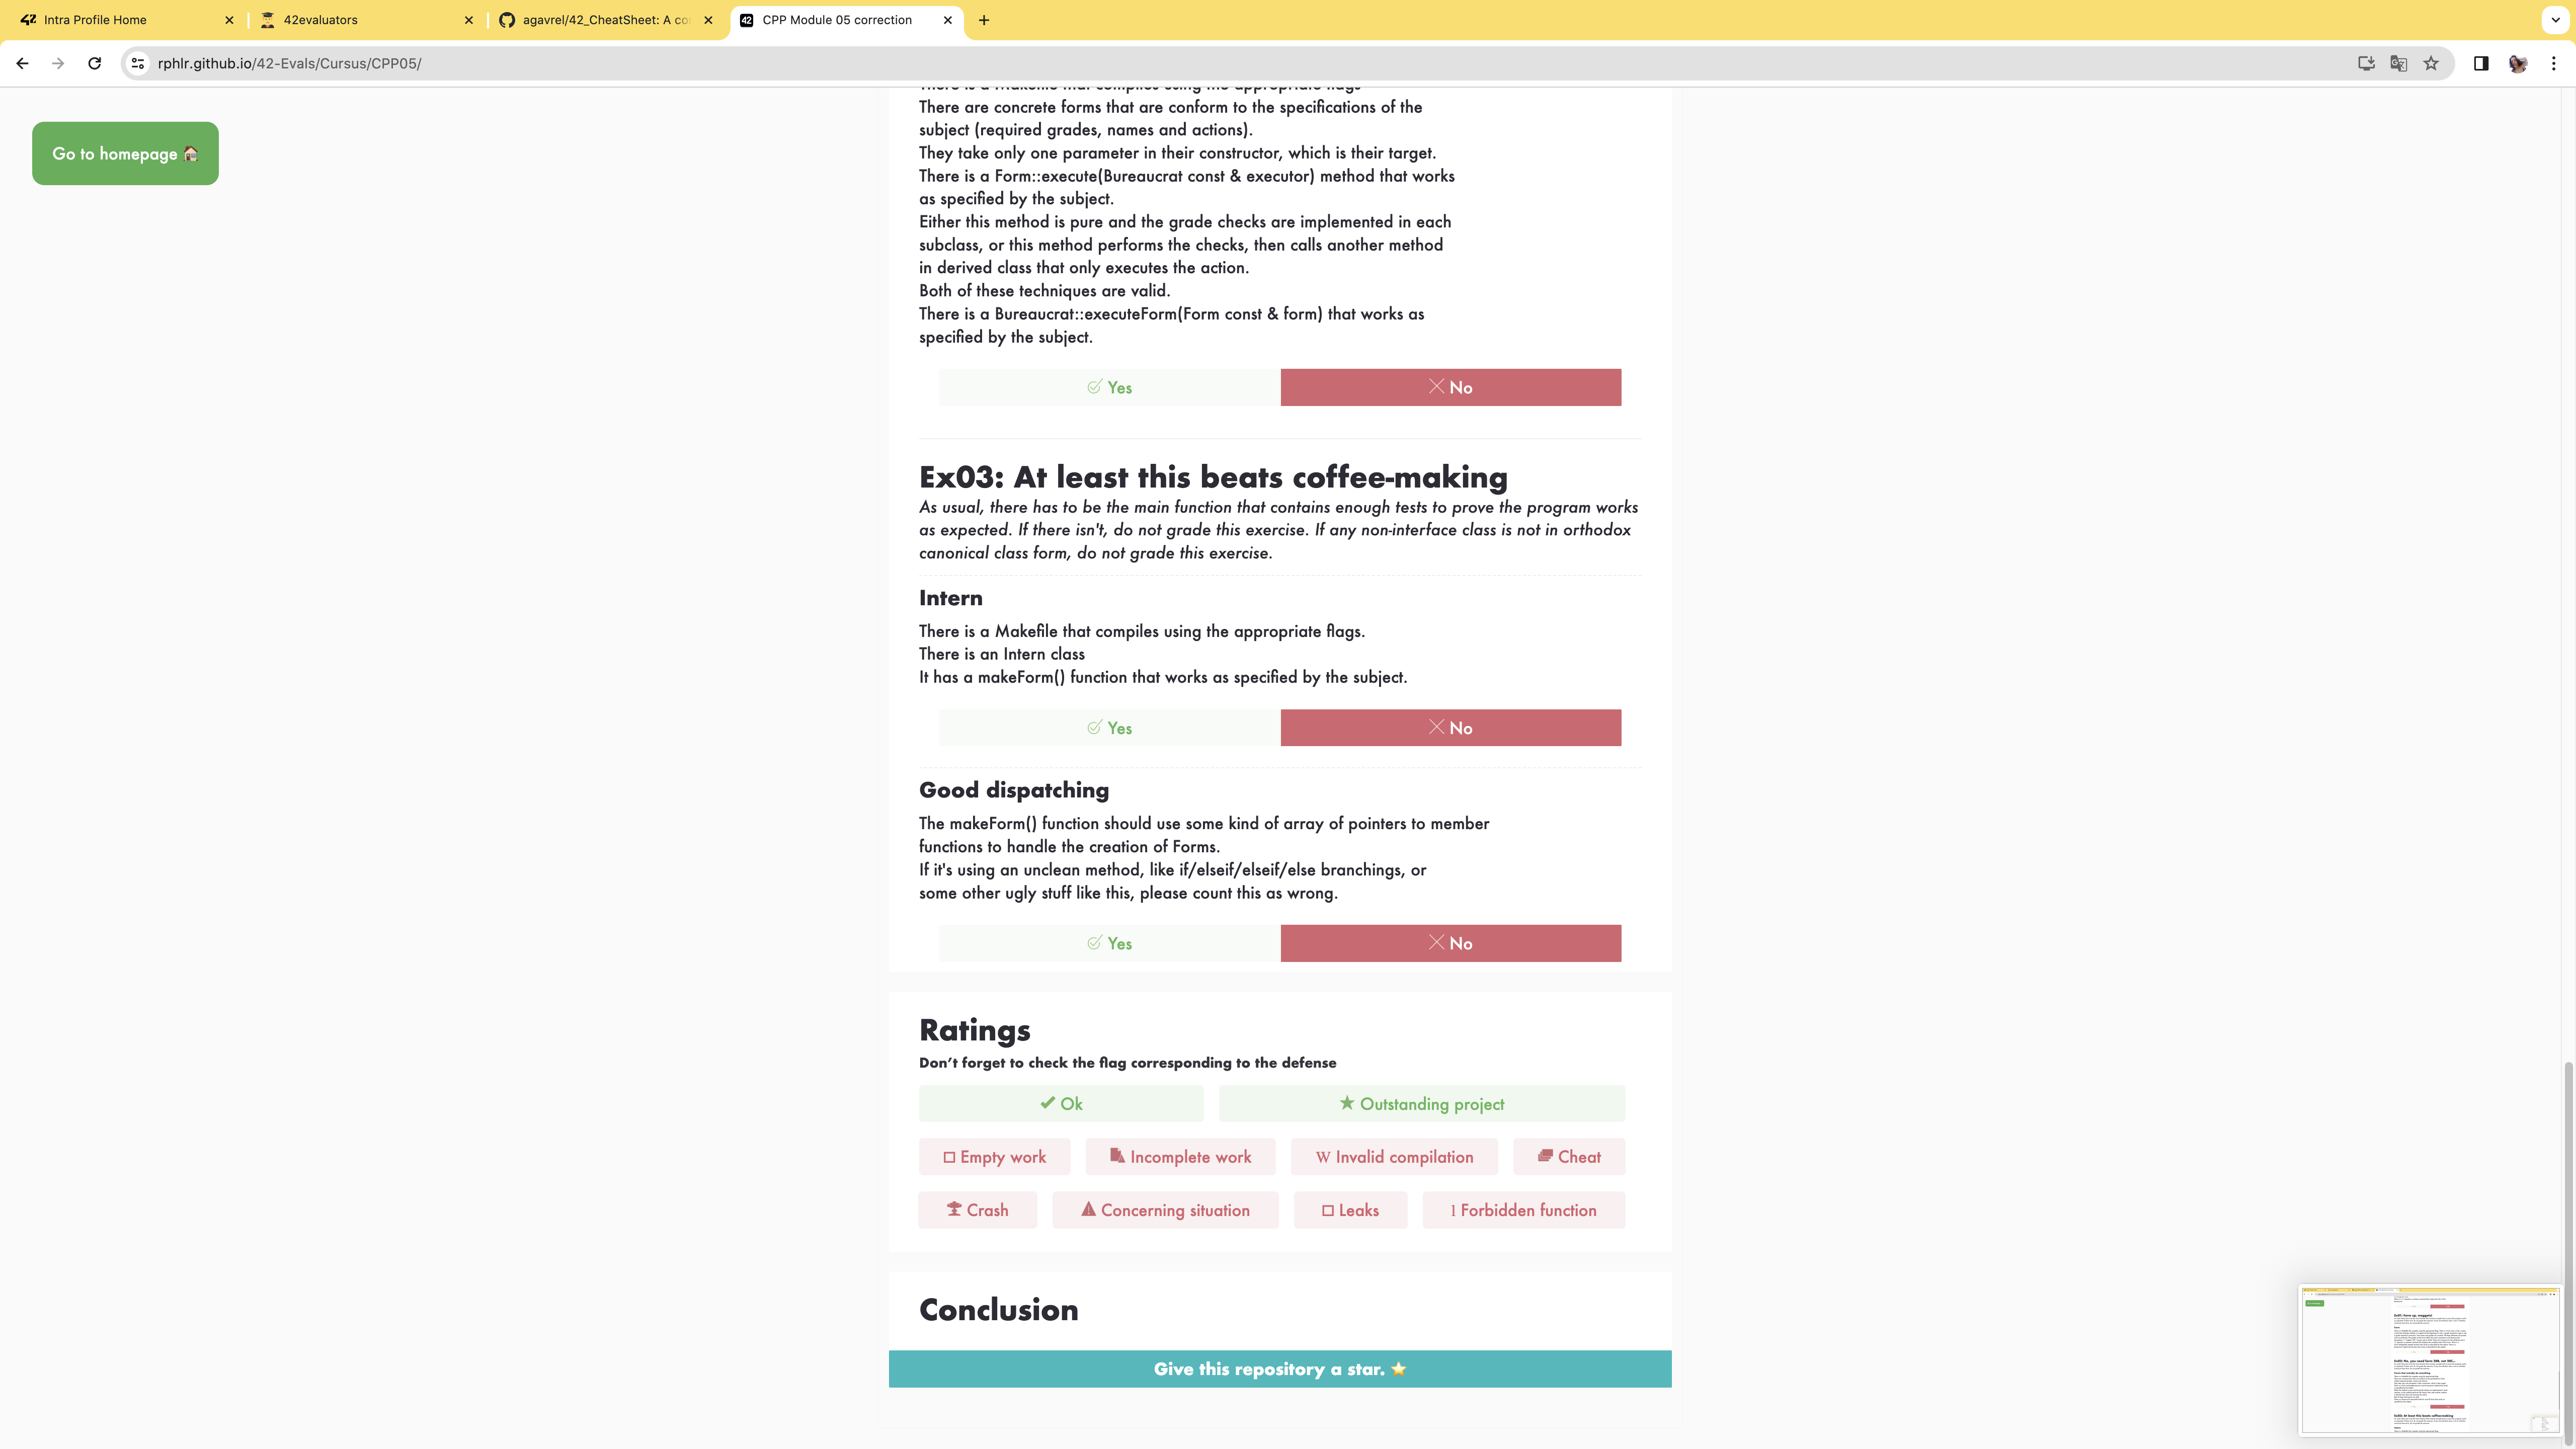 Intra Profile Home
42evaluators
agavrel/42_CheatSheet: A co
42 CPP Module 05 correction
rphlr.github.io/42-Evals/Cursus/CPP05/
Go to homepage
There is a Makefile that compiles using the appropriate flags
There are concrete forms that are conform to the specifications of the
subject (required grades, names and actions).
They take only one parameter in their constructor, which is their target.
There is a Form::execute(Bureaucrat const & executor) method that works
as specified by the subject.
Either this method is pure and the grade checks are implemented in each
subclass, or this method performs the checks, then calls another method
in derived class that only executes the action.
Both of these techniques are valid.
There is a Bureaucrat::executeForm(Form const & form) that works as
specified by the subject.
Yes No
Ex03: At least this beats coffee-making
As usual, there has to be the main function that contains enough tests to prove the program works
as expected. If there isn't, do not grade this exercise. If any non-interface class is not in orthodox
canonical class form, do not grade this exercise.
Intern
There is a Makefile that compiles using the appropriate flags.
There is an Intern class
It has a makeForm() function that works as specified by the subject.
Yes No
Good dispatching
The makeForm() function should use some kind of array of pointers to member
functions to handle the creation of Forms.
If it's using an unclean method, like if/elseif/elseif/else branchings, or
some other ugly stuff like this, please count this as wrong.
Yes No
Ratings
Don't forget to check the flag corresponding to the defense
Ok Outstanding project
Empty work Incomplete work W Invalid compilation Cheat
Crash Concerning situation Leaks l Forbidden function
Conclusion
Give this repository a star.